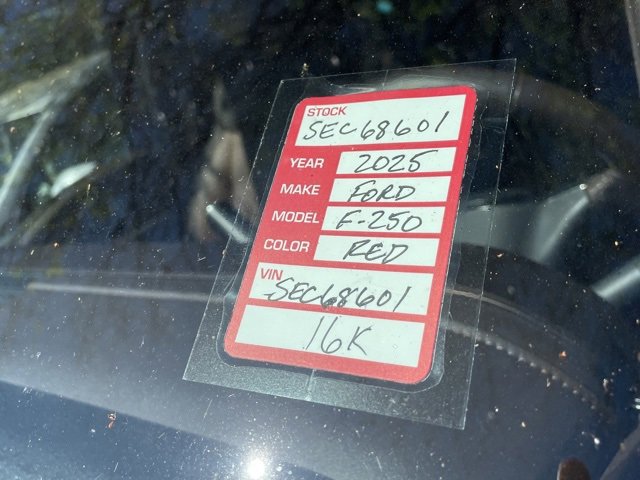 STOCK
SEC68601
YEAR 2025
MAKE FORD
MODEL F-250
COLOR RED
VIN
SEC68601
16K